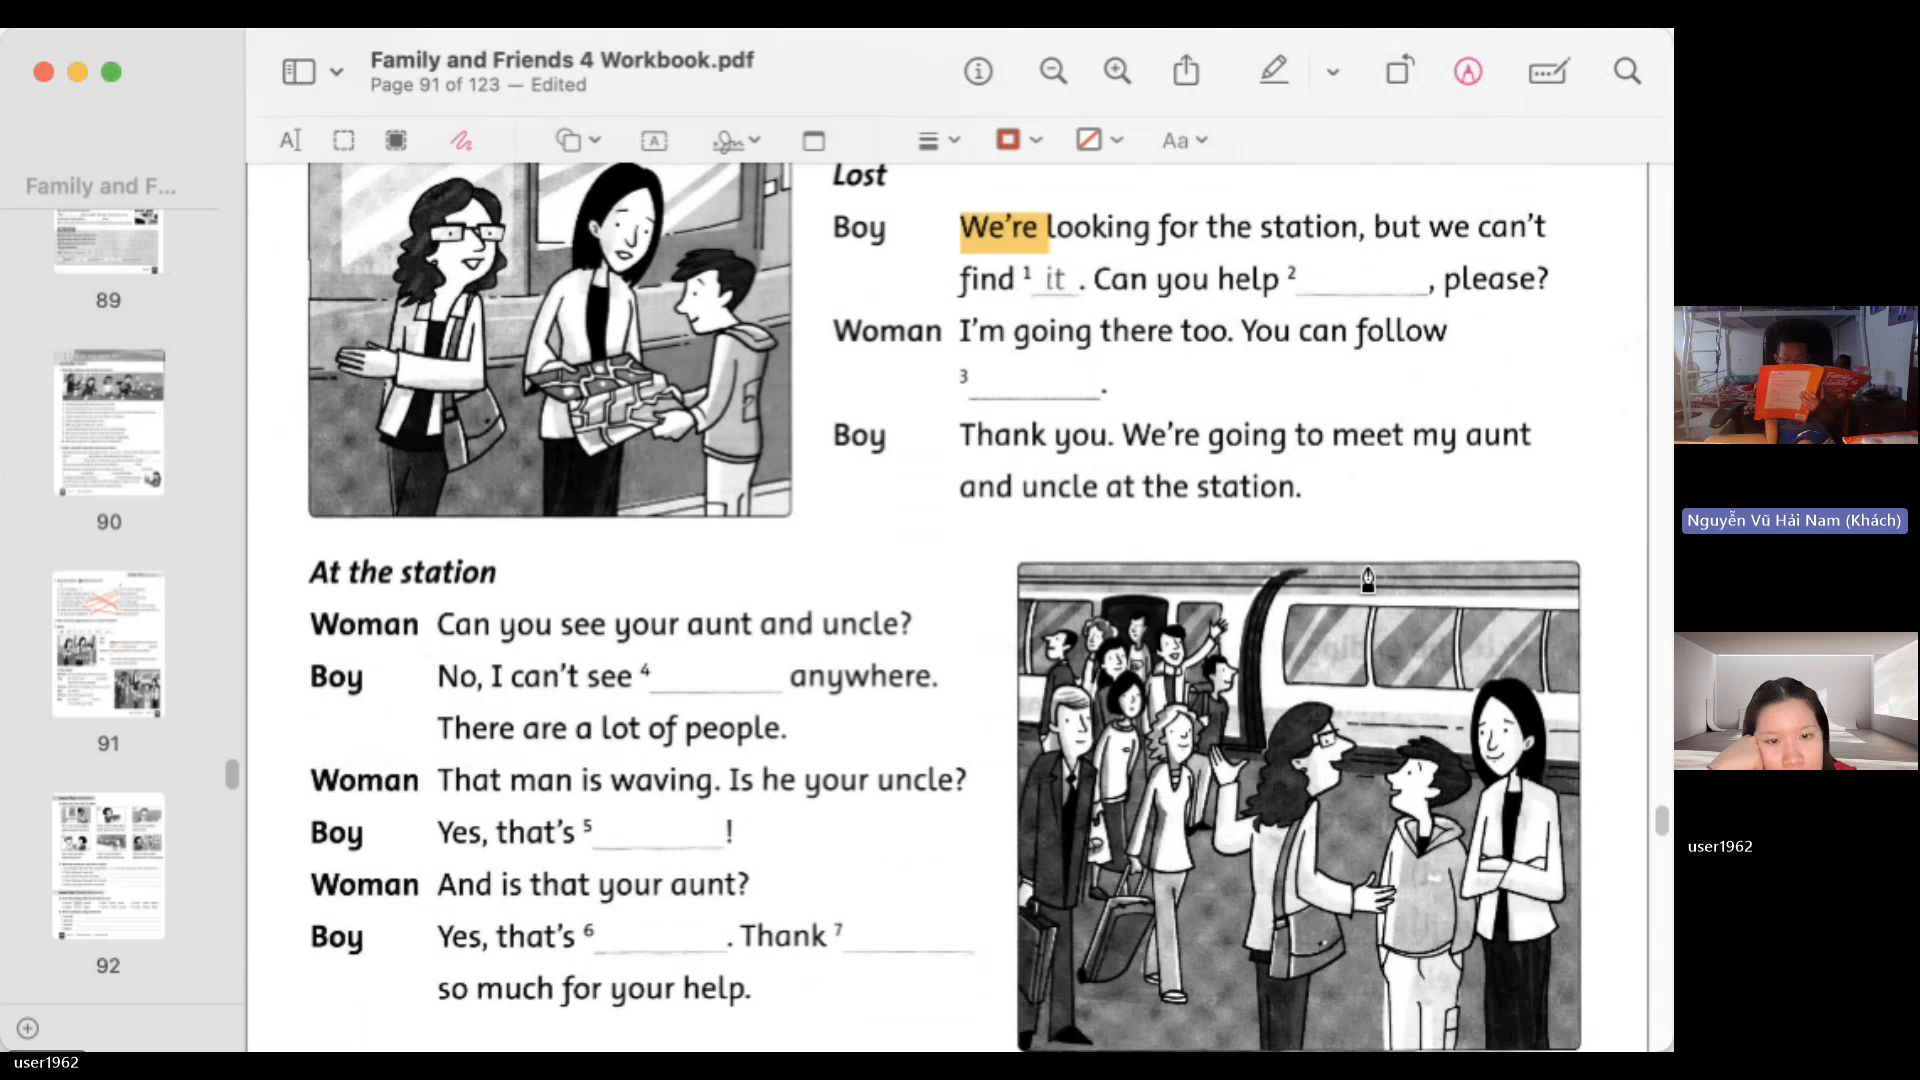 Family and Friends 4 Workbook.pdf
Page 91 of 123 — Edited
Family and F...
89
90
91
92
Lost
Boy We're looking for the station, but we can't
find 1 it . Can you help 2 ________, please?
Woman I'm going there too. You can follow
3 ________.
Boy Thank you. We're going to meet my aunt
and uncle at the station.
At the station
Woman Can you see your aunt and uncle?
Boy No, I can't see 4 ________ anywhere.
There are a lot of people.
Woman That man is waving. Is he your uncle?
Boy Yes, that's 5 ________!
Woman And is that your aunt?
Boy Yes, that's 6 ________. Thank 7 ________
so much for your help.
Nguyễn Vũ Hải Nam (Khách)
user1962
user1962